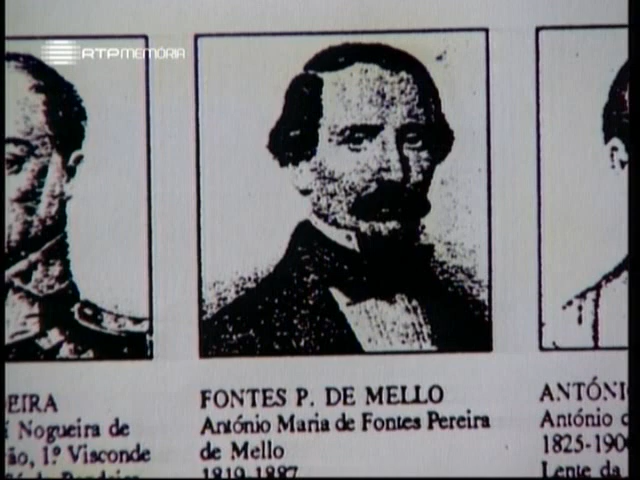 RTP MEMÓRIA
EIRA
Nogueira de
ão, 1.º Visconde
FONTES P. DE MELLO
António Maria de Fontes Pereira
de Mello
1819-1887
ANTÓNI
António d
1825-190
Lente da